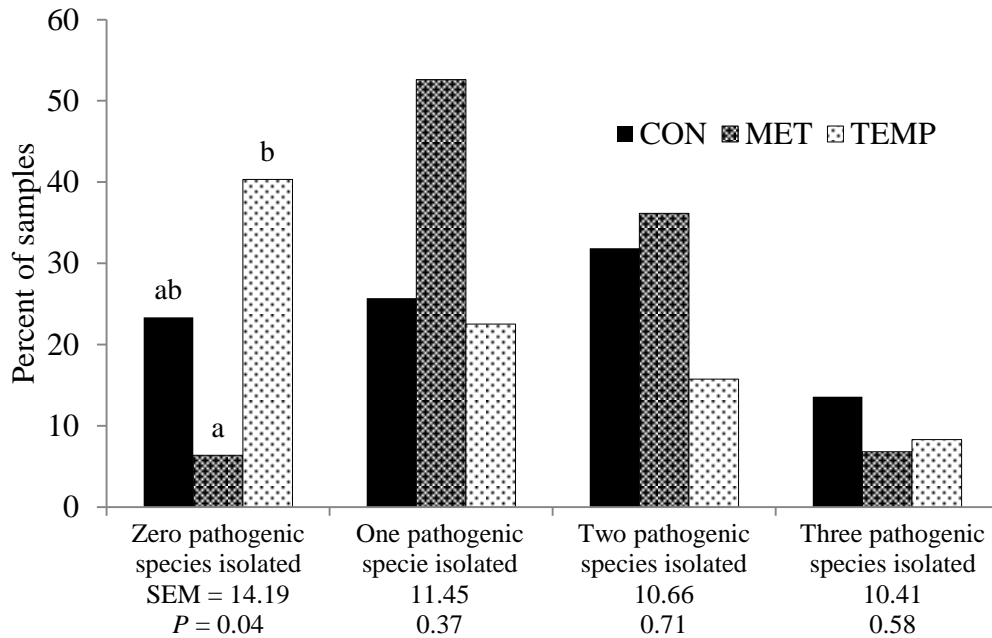 60
50
40
30
20
10
0
Percent of samples
CON MET TEMP
ab
a
b
Zero pathogenic species isolated
SEM = 14.19
P = 0.04
One pathogenic specie isolated
11.45
0.37
Two pathogenic species isolated
10.66
0.71
Three pathogenic species isolated
10.41
0.58